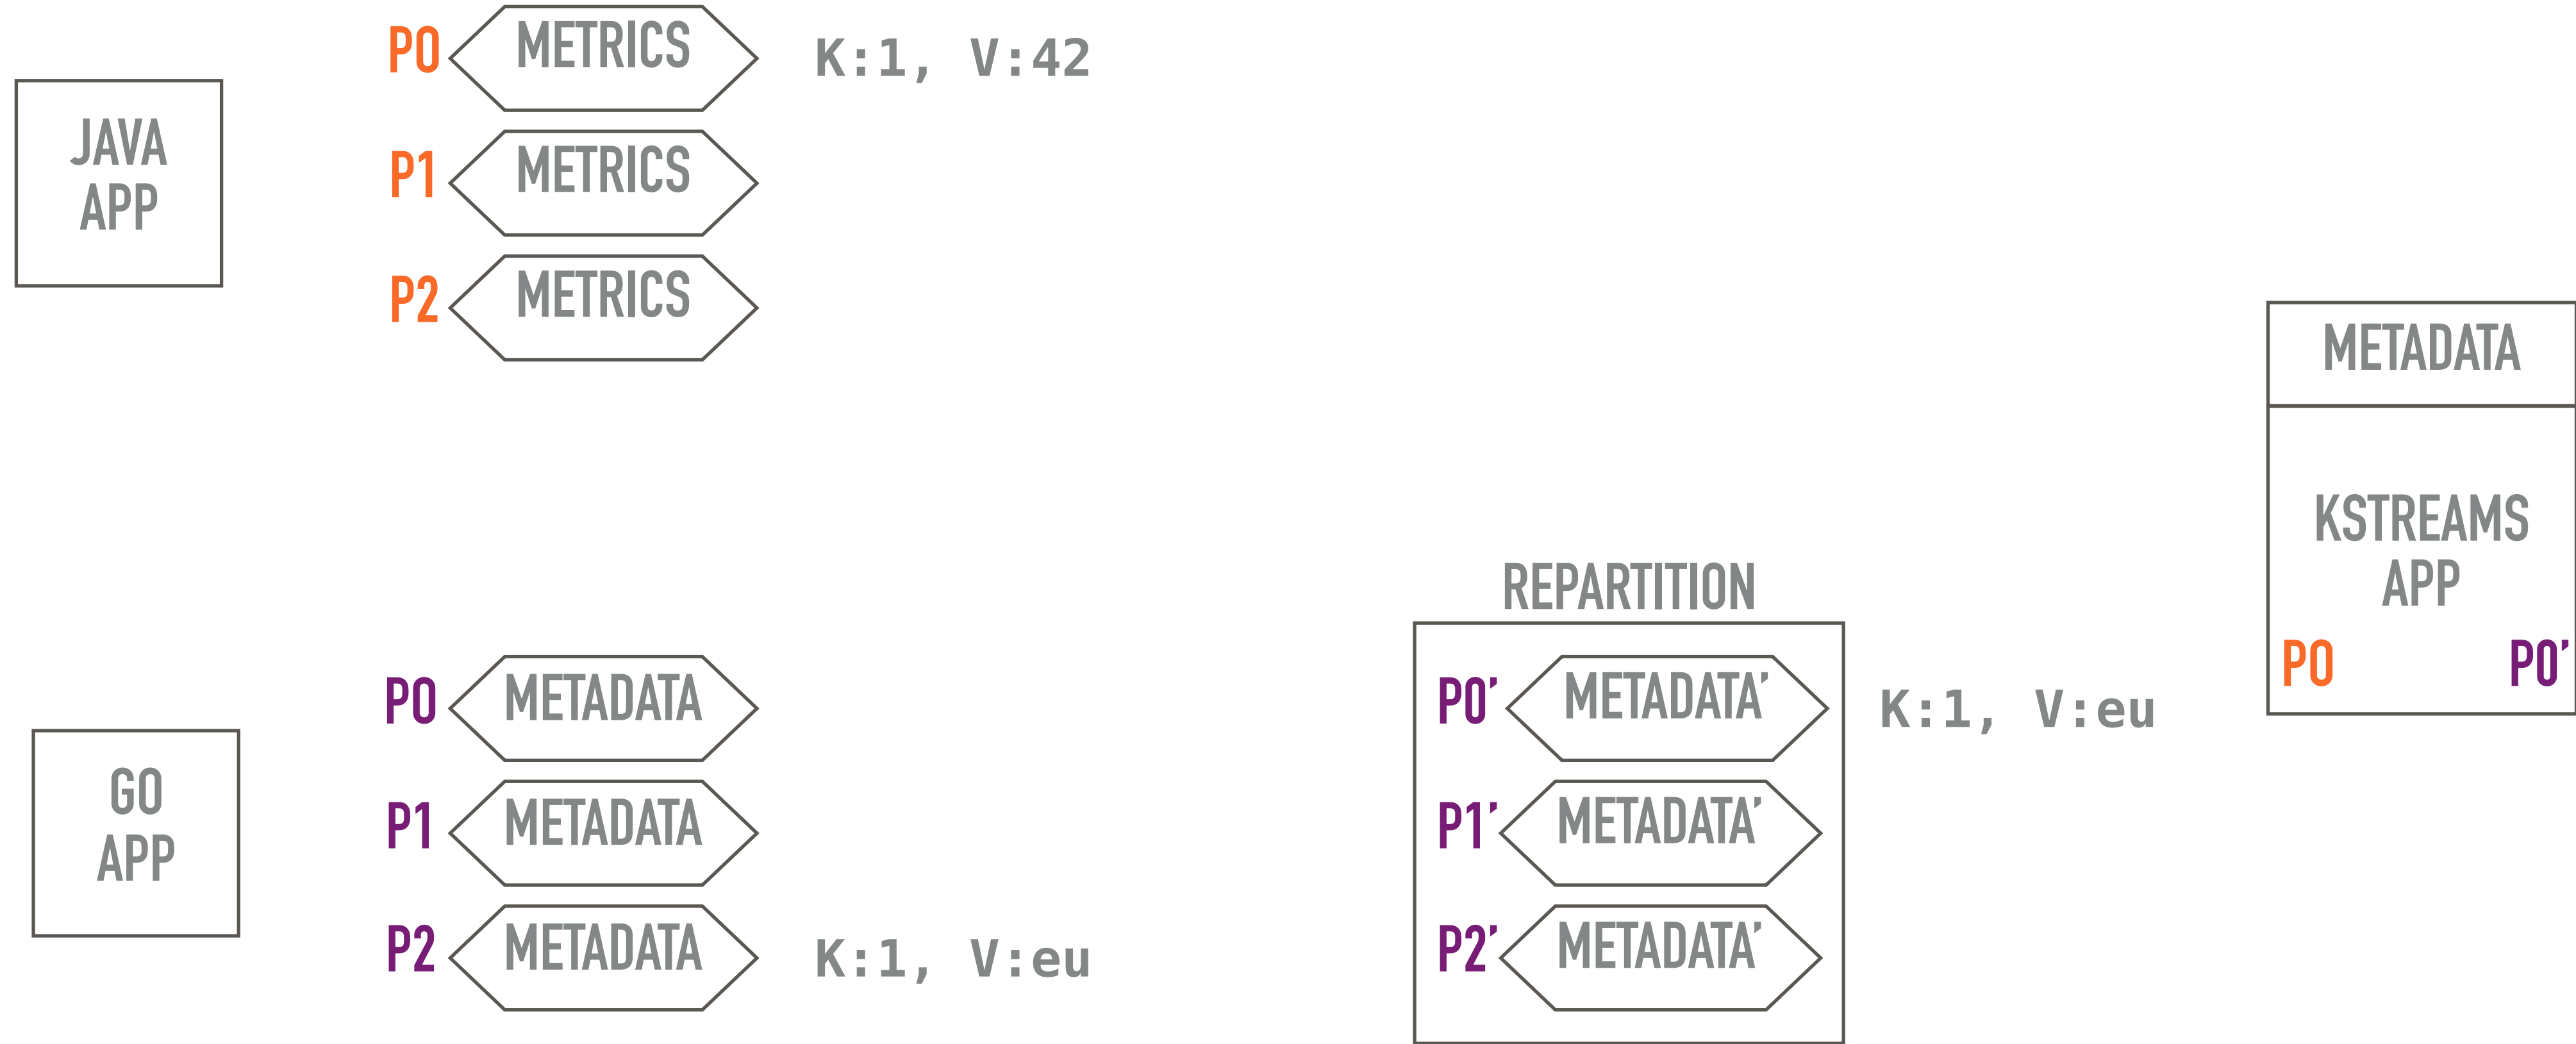 P0 METRICS K:1, V:42
JAVA
APP
P1 METRICS
P2 METRICS
METADATA
KSTREAMS
APP
P0 P0’
REPARTITION
P0 METADATA
P0’ METADATA’ K:1, V:eu
GO
APP
P1 METADATA
P1’ METADATA’
P2 METADATA K:1, V:eu
P2’ METADATA’